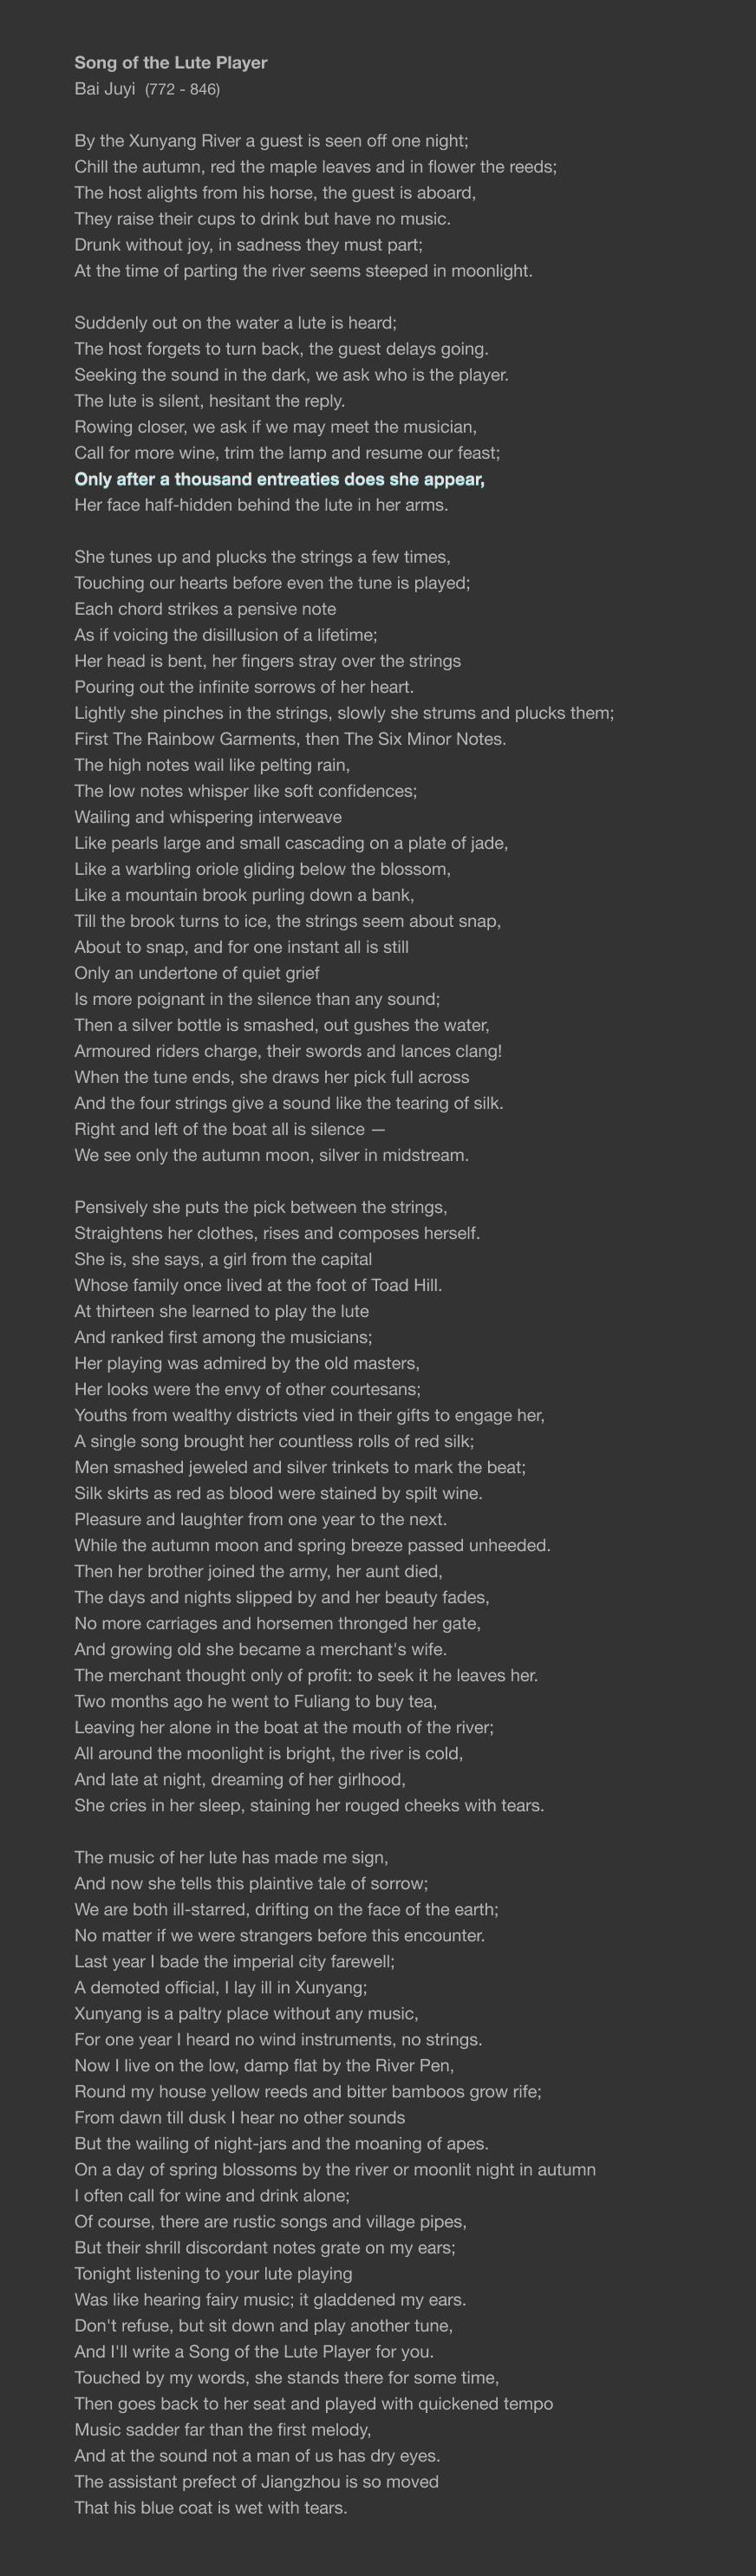 Song of the Lute Player
Bai Juyi (772 - 846)
By the Xunyang River a guest is seen off one night;
Chill the autumn, red the maple leaves and in flower the reeds;
The host alights from his horse, the guest is aboard,
They raise their cups to drink but have no music.
Drunk without joy, in sadness they must part;
At the time of parting the river seems steeped in moonlight.
Suddenly out on the water a lute is heard;
The host forgets to turn back, the guest delays going.
Seeking the sound in the dark, we ask who is the player.
The lute is silent, hesitant the reply.
Rowing closer, we ask if we may meet the musician,
Call for more wine, trim the lamp and resume our feast;
Only after a thousand entreaties does she appear,
Her face half-hidden behind the lute in her arms.
She tunes up and plucks the strings a few times,
Touching our hearts before even the tune is played;
Each chord strikes a pensive note
As if voicing the disillusion of a lifetime;
Her head is bent, her fingers stray over the strings
Pouring out the infinite sorrows of her heart.
Lightly she pinches in the strings, slowly she strums and plucks them;
First The Rainbow Garments, then The Six Minor Notes.
The high notes wail like pelting rain,
The low notes whisper like soft confidences;
Wailing and whispering interweave
Like pearls large and small cascading on a plate of jade,
Like a warbling oriole gliding below the blossom,
Like a mountain brook purling down a bank,
Till the brook turns to ice, the strings seem about snap,
About to snap, and for one instant all is still
Only an undertone of quiet grief
Is more poignant in the silence than any sound;
Then a silver bottle is smashed, out gushes the water,
Armoured riders charge, their swords and lances clang!
When the tune ends, she draws her pick full across
And the four strings give a sound like the tearing of silk.
Right and left of the boat all is silence —
We see only the autumn moon, silver in midstream.
Pensively she puts the pick between the strings,
Straightens her clothes, rises and composes herself.
She is, she says, a girl from the capital
Whose family once lived at the foot of Toad Hill.
At thirteen she learned to play the lute
And ranked first among the musicians;
Her playing was admired by the old masters,
Her looks were the envy of other courtesans;
Youths from wealthy districts vied in their gifts to engage her,
A single song brought her countless rolls of red silk;
Men smashed jeweled and silver trinkets to mark the beat;
Silk skirts as red as blood were stained by spilt wine.
Pleasure and laughter from one year to the next.
While the autumn moon and spring breeze passed unheeded.
Then her brother joined the army, her aunt died,
The days and nights slipped by and her beauty fades,
No more carriages and horsemen thronged her gate,
And growing old she became a merchant's wife.
The merchant thought only of profit: to seek it he leaves her.
Two months ago he went to Fuliang to buy tea,
Leaving her alone in the boat at the mouth of the river;
All around the moonlight is bright, the river is cold,
And late at night, dreaming of her girlhood,
She cries in her sleep, staining her rouged cheeks with tears.
The music of her lute has made me sign,
And now she tells this plaintive tale of sorrow;
We are both ill-starred, drifting on the face of the earth;
No matter if we were strangers before this encounter.
Last year I bade the imperial city farewell;
A demoted official, I lay ill in Xunyang;
Xunyang is a paltry place without any music,
For one year I heard no wind instruments, no strings.
Now I live on the low, damp flat by the River Pen,
Round my house yellow reeds and bitter bamboos grow rife;
From dawn till dusk I hear no other sounds
But the wailing of night-jars and the moaning of apes.
On a day of spring blossoms by the river or moonlit night in autumn
I often call for wine and drink alone;
Of course, there are rustic songs and village pipes,
But their shrill discordant notes grate on my ears;
Tonight listening to your lute playing
Was like hearing fairy music; it gladdened my ears.
Don't refuse, but sit down and play another tune,
And I'll write a Song of the Lute Player for you.
Touched by my words, she stands there for some time,
Then goes back to her seat and played with quickened tempo
Music sadder far than the first melody,
And at the sound not a man of us has dry eyes.
The assistant prefect of Jiangzhou is so moved
That his blue coat is wet with tears.